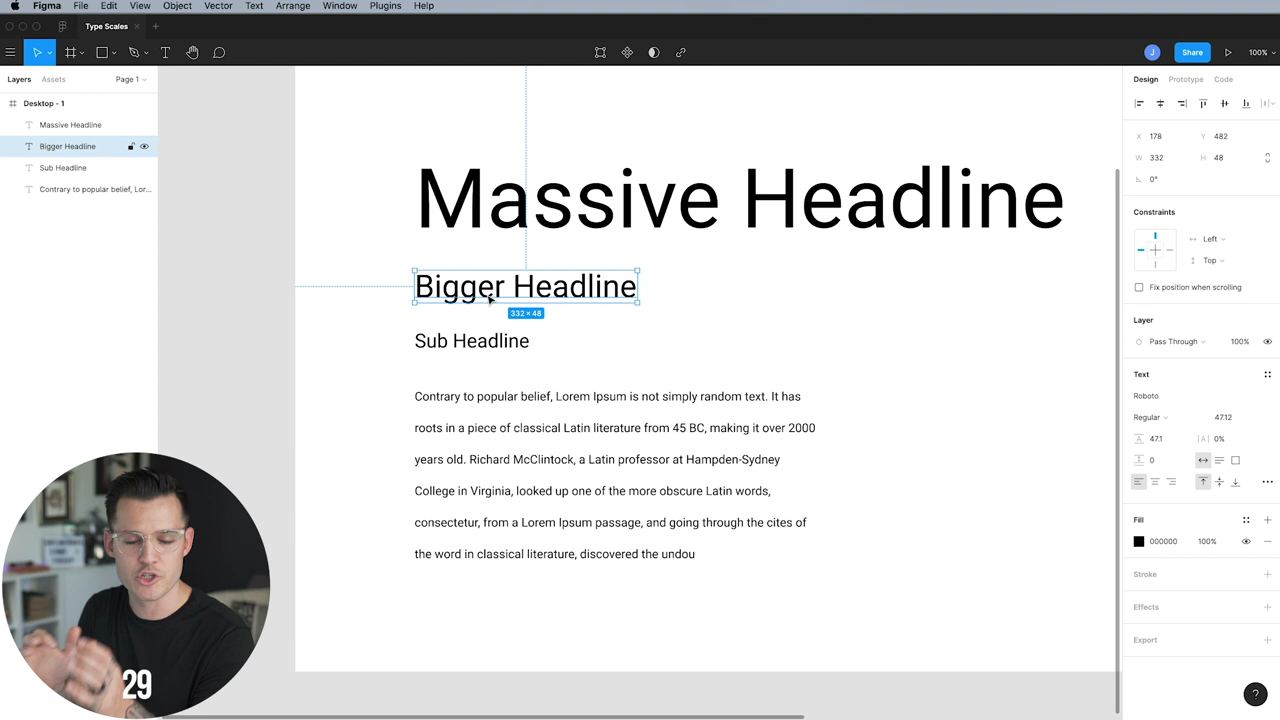 Figma File Edit View Object Vector Text Arrange Window Plugins Help
Type Scales
J Share 100%
Layers Assets Page 1
Desktop - 1
Massive Headline
Bigger Headline
Sub Headline
Contrary to popular belief, Lor...
Massive Headline
Bigger Headline
332 × 48
Sub Headline
Contrary to popular belief, Lorem Ipsum is not simply random text. It has
roots in a piece of classical Latin literature from 45 BC, making it over 2000
years old. Richard McClintock, a Latin professor at Hampden-Sydney
College in Virginia, looked up one of the more obscure Latin words,
consectetur, from a Lorem Ipsum passage, and going through the cites of
the word in classical literature, discovered the undou
29
Design Prototype Code
X 178 Y 482
W 332 H 48
0°
Constraints
Left
Top
Fix position when scrolling
Layer
Pass Through 100%
Text
Roboto
Regular 47.12
47.1 |A| 0%
0
Fill
000000 100%
Stroke
Effects
Export
?